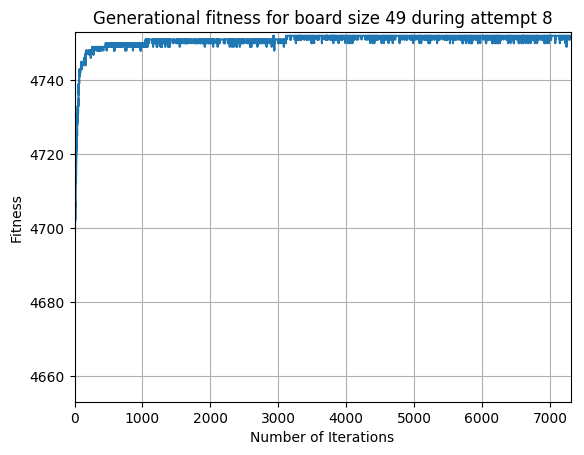 Generational fitness for board size 49 during attempt 8
Fitness
4740
4720
4700
4680
4660
0 1000 2000 3000 4000 5000 6000 7000
Number of Iterations